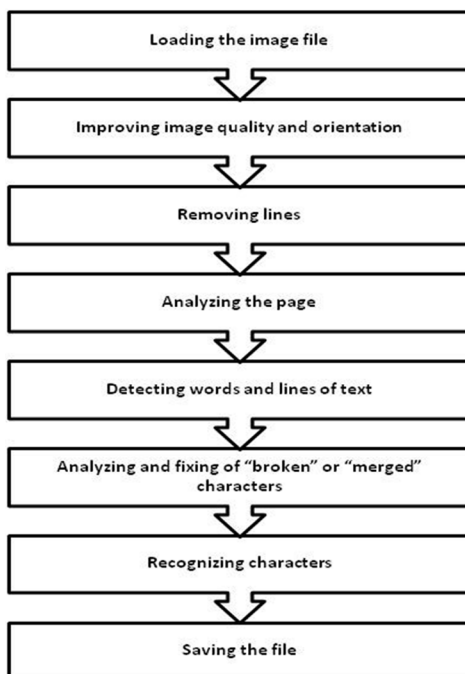 Loading the image file
Improving image quality and orientation
Removing lines
Analyzing the page
Detecting words and lines of text
Analyzing and fixing of “broken” or “merged”
characters
Recognizing characters
Saving the file